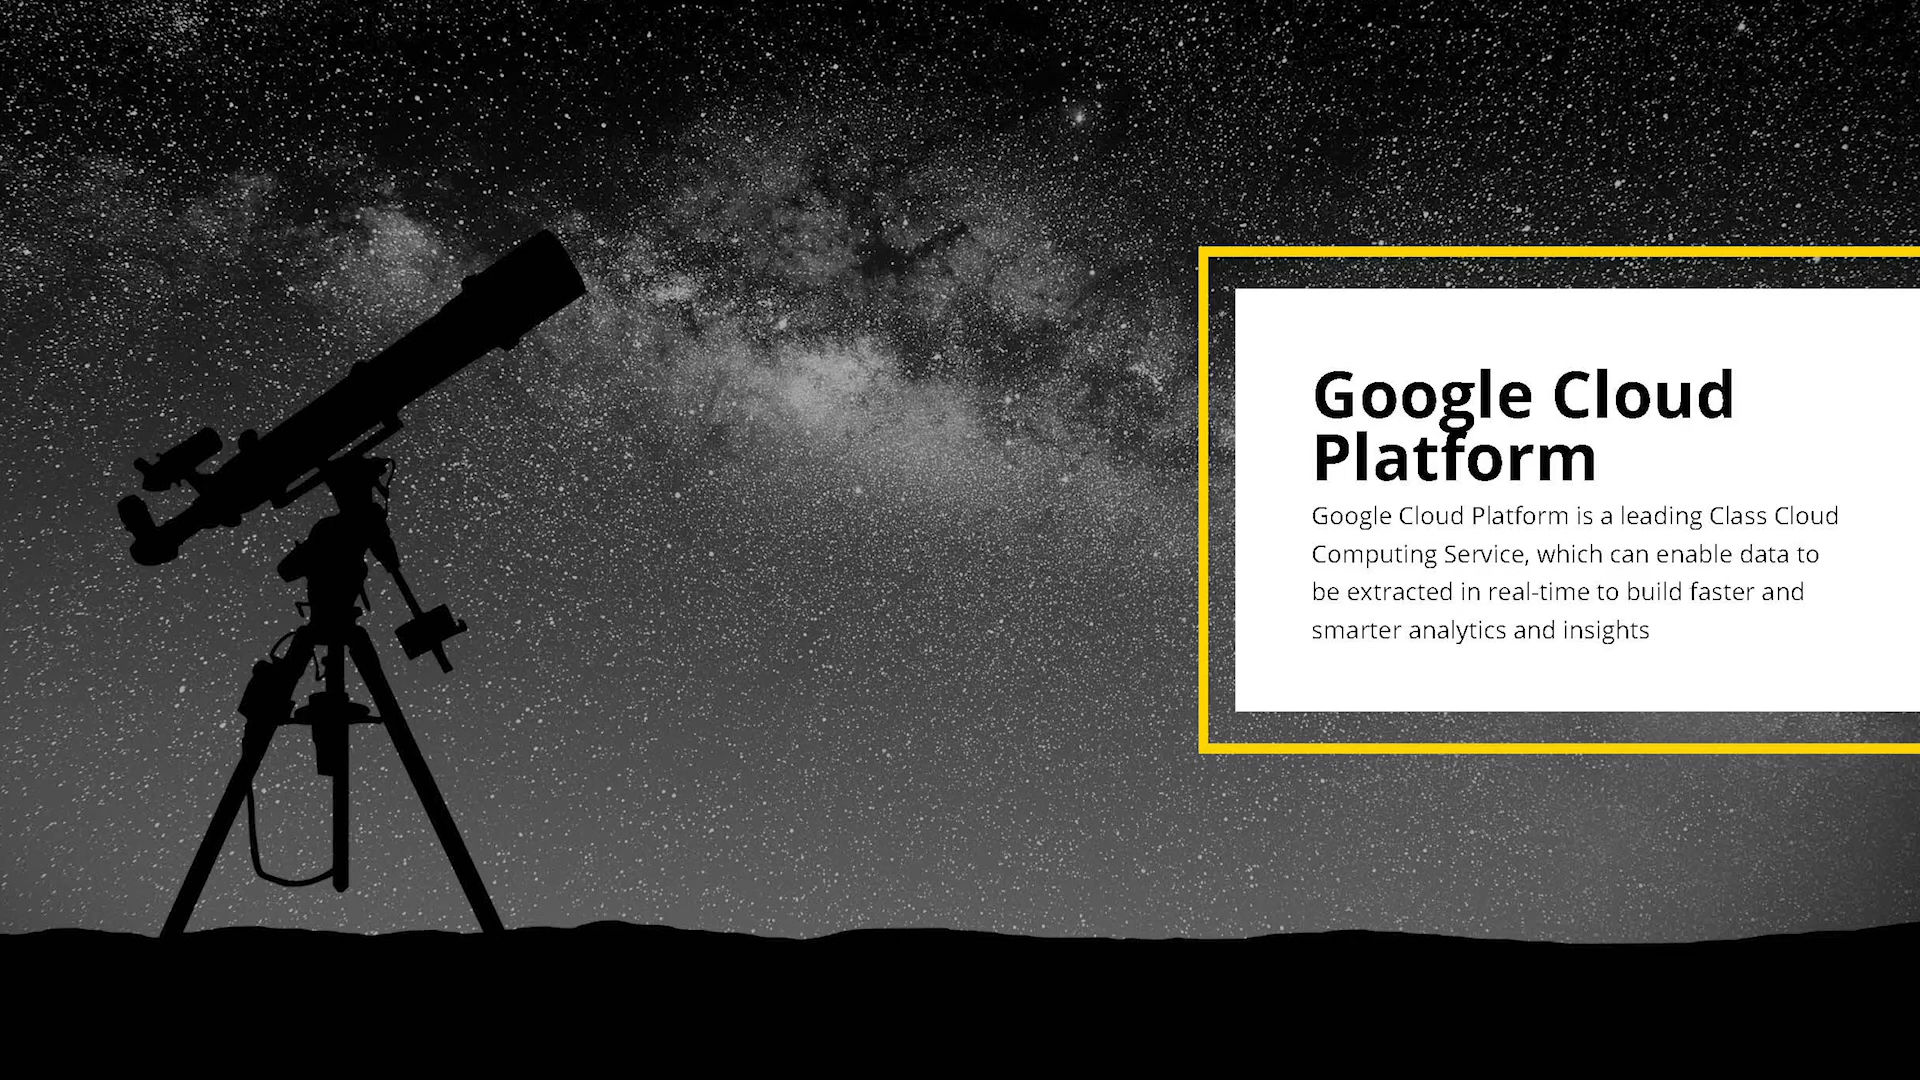 Google Cloud
Platform
Google Cloud Platform is a leading Class Cloud
Computing Service, which can enable data to
be extracted in real-time to build faster and
smarter analytics and insights